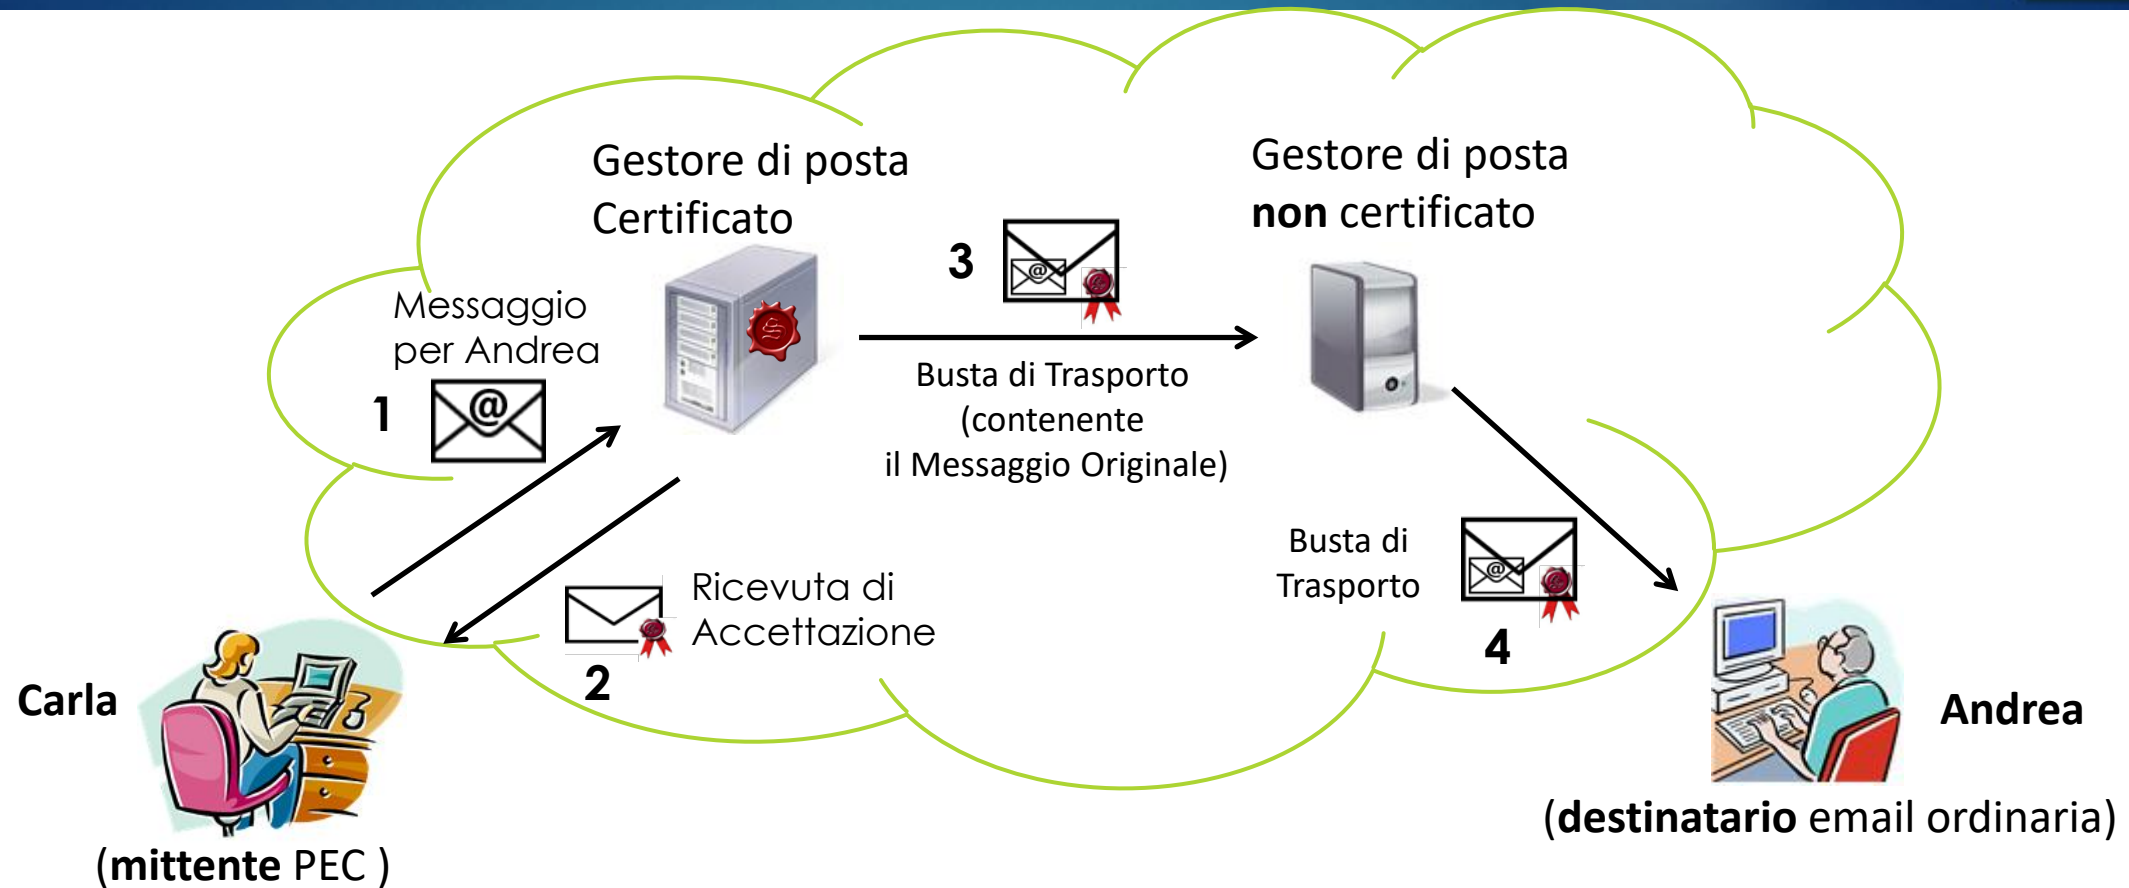 Gestore di posta
Certificato
Gestore di posta
non certificato
3
Messaggio
per Andrea
1
@
@
Busta di Trasporto
(contenente
il Messaggio Originale)
Busta di
Trasporto
@
4
Ricevuta di
Accettazione
2
Carla
(mittente PEC )
Andrea
(destinatario email ordinaria)